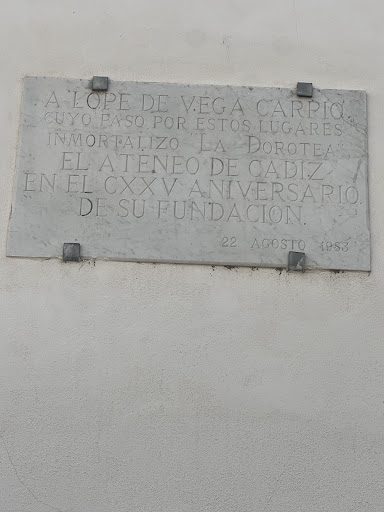 A LOPE DE VEGA CARPIO
CUYO PASO POR ESTOS LUGARES
INMORTALIZO "LA DOROTEA"
EL ATENEO DE CADIZ
EN EL CXXV ANIVERSARIO
DE SU FUNDACION.
22 AGOSTO 1983